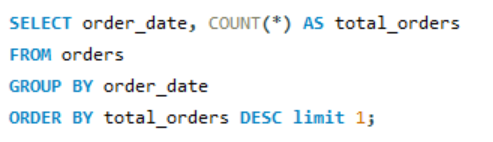 SELECT order_date, COUNT(*) AS total_orders
FROM orders
GROUP BY order_date
ORDER BY total_orders DESC limit 1;